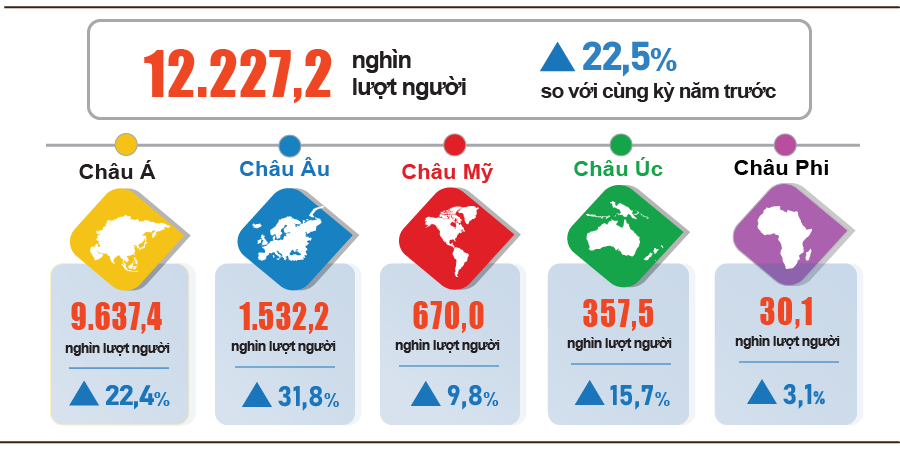 12.227,2
nghìn
lượt người
22,5%
so với cùng kỳ năm trước
Châu Á
Châu Âu
Châu Mỹ
Châu Úc
Châu Phi
9.637,4
nghìn lượt người
22,4%
1.532,2
nghìn lượt người
31,8%
670,0
nghìn lượt người
9,8%
357,5
nghìn lượt người
15,7%
30,1
nghìn lượt người
3,1%